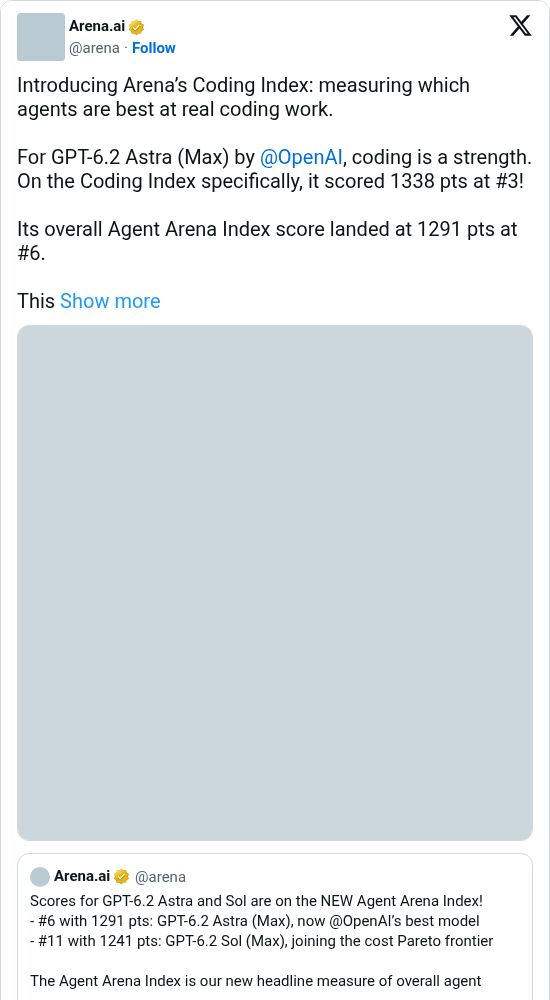 Arena.ai
@arena · Follow
Introducing Arena’s Coding Index: measuring which
agents are best at real coding work.
For GPT-6.2 Astra (Max) by @OpenAI, coding is a strength.
On the Coding Index specifically, it scored 1338 pts at #3!
Its overall Agent Arena Index score landed at 1291 pts at
#6.
This Show more
Arena.ai @arena
Scores for GPT-6.2 Astra and Sol are on the NEW Agent Arena Index!
- #6 with 1291 pts: GPT-6.2 Astra (Max), now @OpenAI’s best model
- #11 with 1241 pts: GPT-6.2 Sol (Max), joining the cost Pareto frontier
The Agent Arena Index is our new headline measure of overall agent